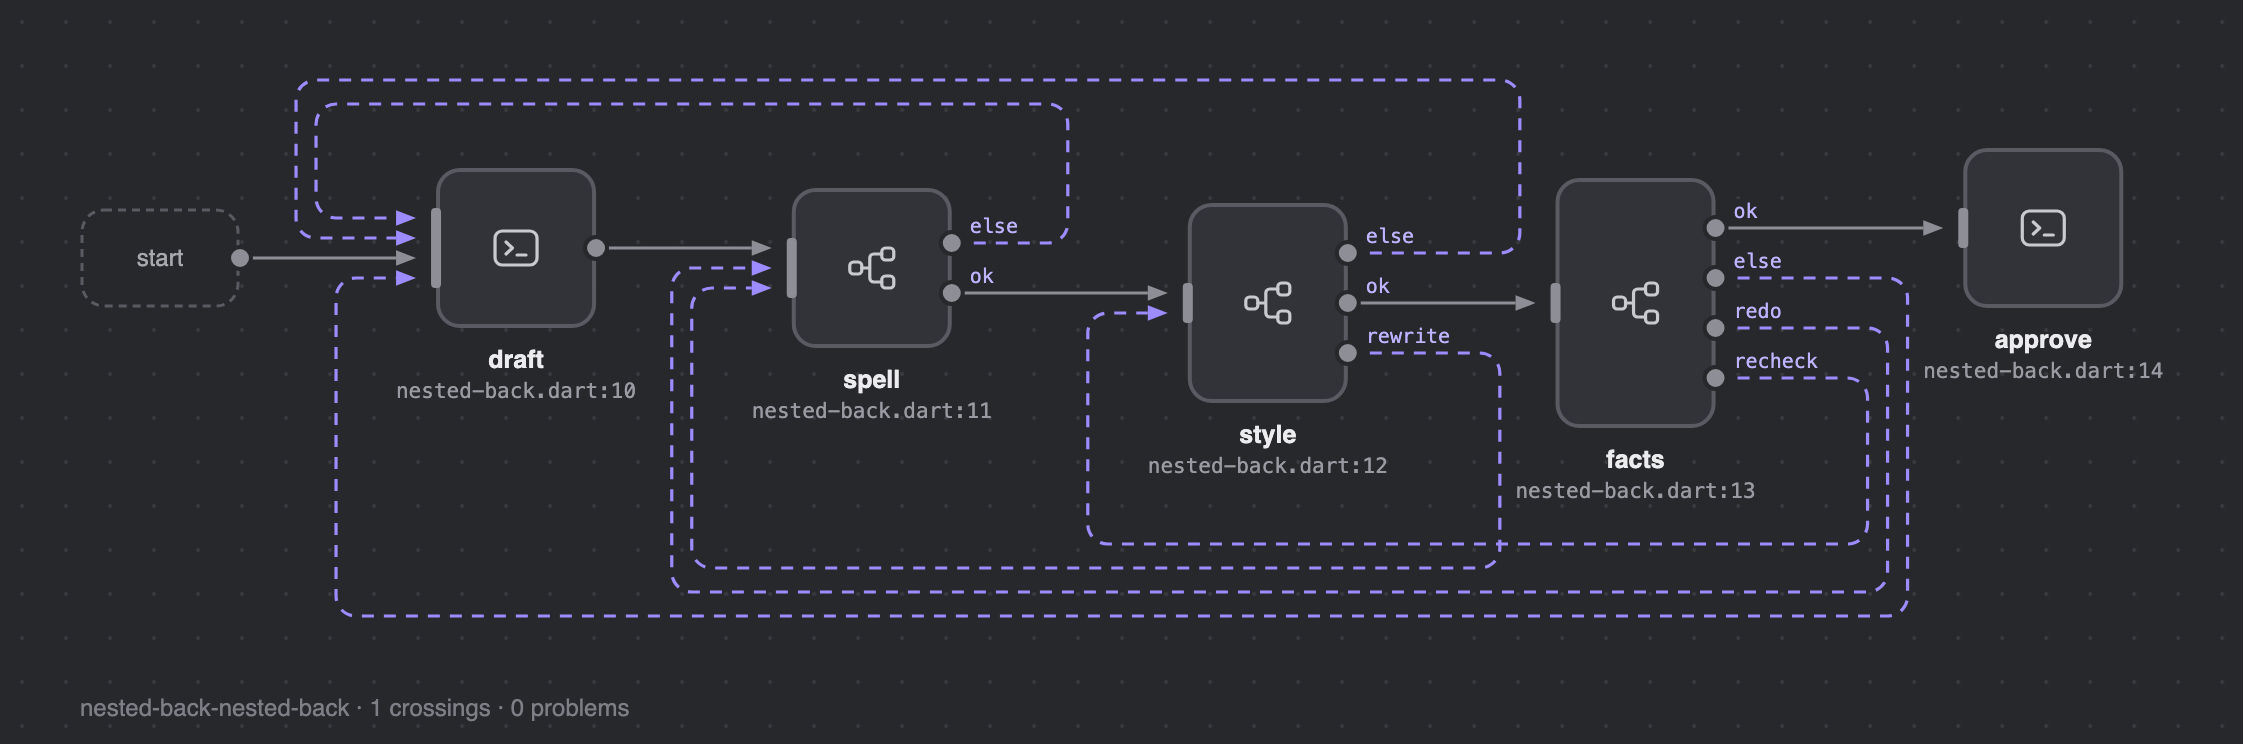 start
draft
nested-back.dart:10
else
ok
spell
nested-back.dart:11
else
ok
rewrite
style
nested-back.dart:12
ok
else
redo
recheck
facts
nested-back.dart:13
approve
nested-back.dart:14
nested-back-nested-back · 1 crossings · 0 problems